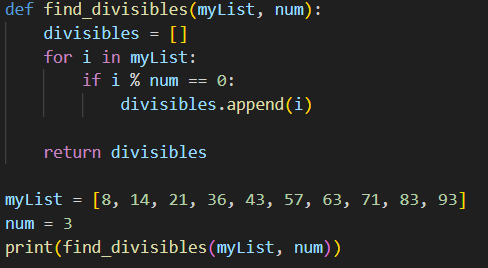 def find_divisibles(myList, num):
    divisibles = []
    for i in myList:
        if i % num == 0:
            divisibles.append(i)

    return divisibles

myList = [8, 14, 21, 36, 43, 57, 63, 71, 83, 93]
num = 3
print(find_divisibles(myList, num))